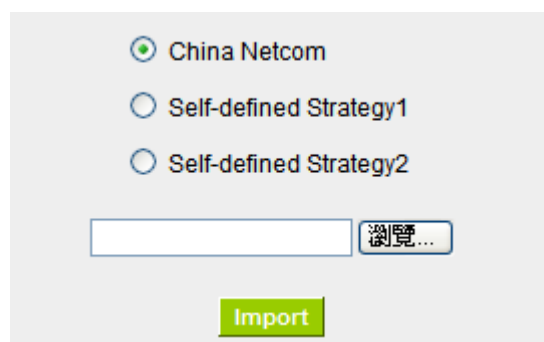 China Netcom
Self-defined Strategy1
Self-defined Strategy2
瀏覽...
Import